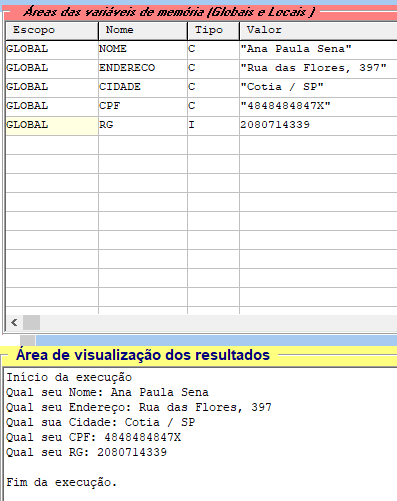 Áreas das variáveis de memória (Globais e Locais )
Escopo Nome Tipo Valor
GLOBAL NOME C "Ana Paula Sena"
GLOBAL ENDERECO C "Rua das Flores, 397"
GLOBAL CIDADE C "Cotia / SP"
GLOBAL CPF C "4848484847X"
GLOBAL RG I 2080714339
Área de visualização dos resultados
Início da execução
Qual seu Nome: Ana Paula Sena
Qual seu Endereço: Rua das Flores, 397
Qual sua Cidade: Cotia / SP
Qual seu CPF: 4848484847X
Qual seu RG: 2080714339
Fim da execução.